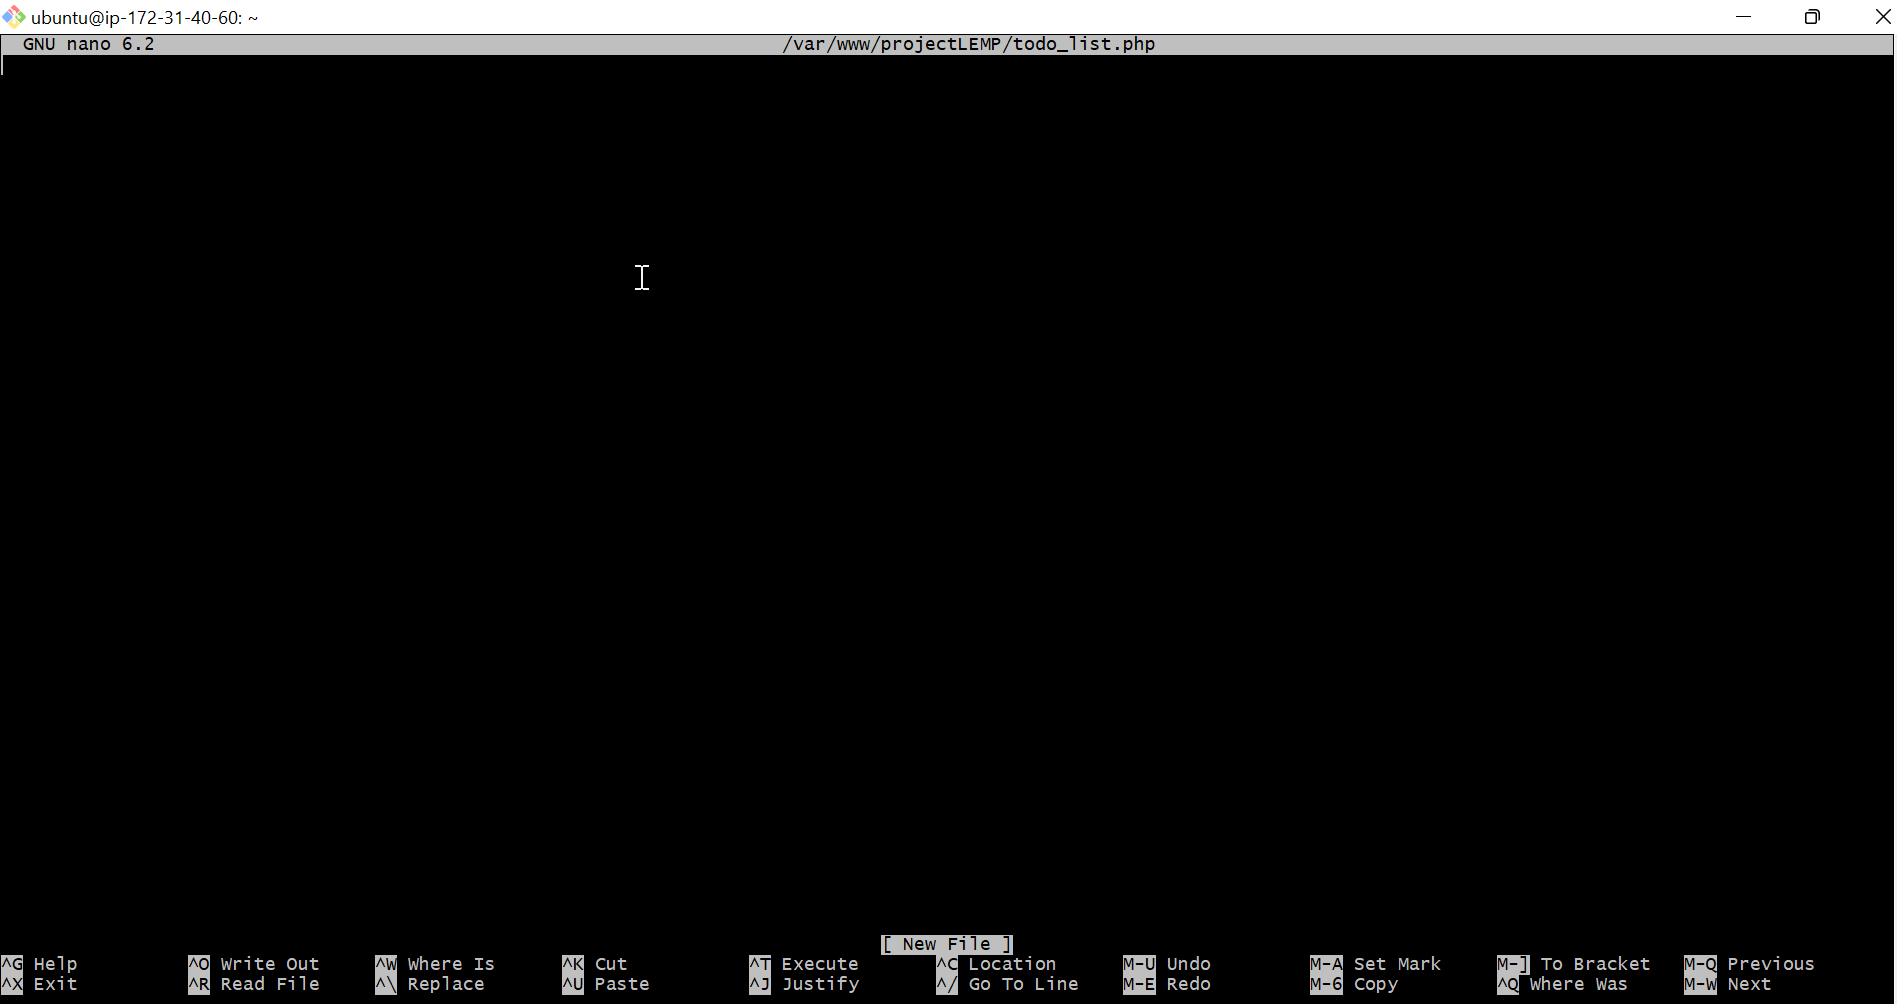 ubuntu@ip-172-31-40-60: ~
GNU nano 6.2 /var/www/projectLEMP/todo_list.php
[ New File ]
^G Help ^O Write Out ^W Where Is ^K Cut ^T Execute ^C Location M-U Undo M-A Set Mark M-] To Bracket M-Q Previous
^X Exit ^R Read File ^\ Replace ^U Paste ^J Justify ^/ Go To Line M-E Redo M-6 Copy ^Q Where Was M-W Next